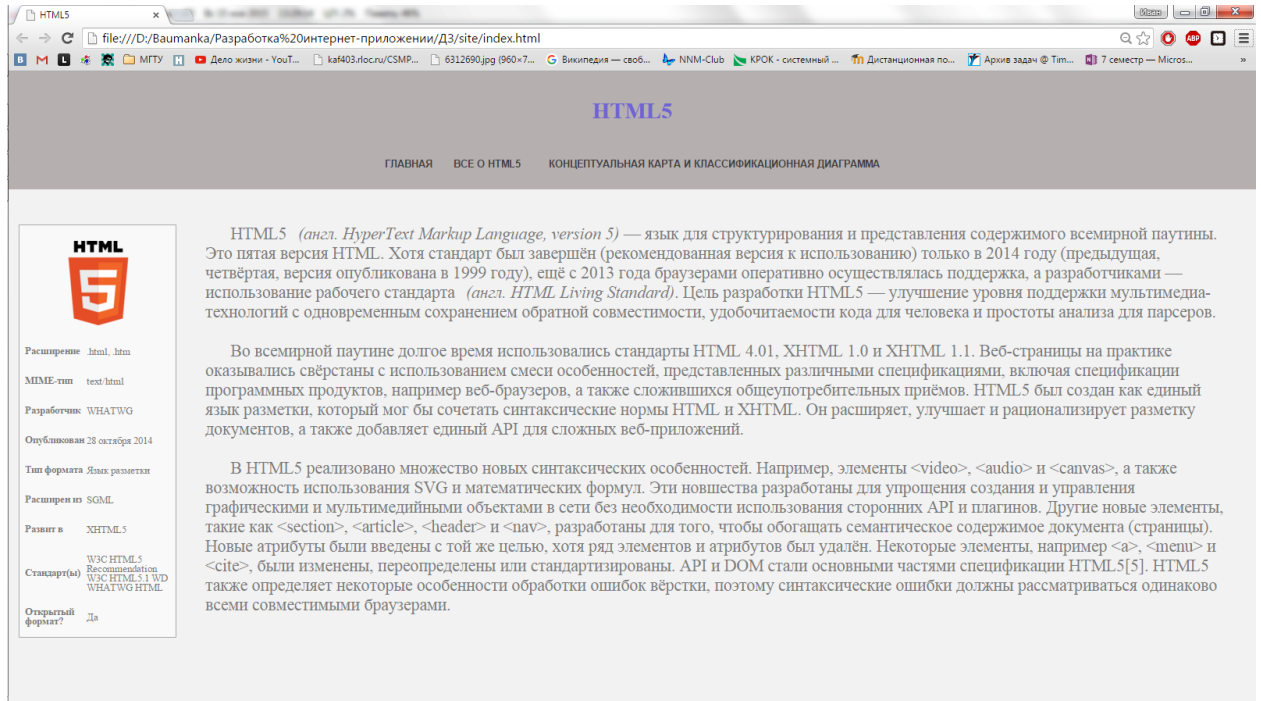 HTML5
Иван
file:///D:/Baumanka/Разработка%20интернет-приложении/ДЗ/site/index.html
МГТУ
Дело жизни - YouT...
kaf403.rloc.ru/CSMP...
6312690.jpg (960×7...
Википедия — своб...
NNM-Club
КРОК - системный ...
Дистанционная по...
Архив задач @ Tim...
7 семестр — Micros...
»
HTML5
ГЛАВНАЯ ВСЕ О HTML5 КОНЦЕПТУАЛЬНАЯ КАРТА И КЛАССИФИКАЦИОННАЯ ДИАГРАММА
HTML
5
Расширение .html, .htm
MIME-тип text/html
Разработчик WHATWG
Опубликован 28 октября 2014
Тип формата Язык разметки
Расширен из SGML
Развит в XHTML5
Стандарт(ы) W3C HTML5
Recommendation
W3C HTML5.1 WD
WHATWG HTML
Открытый
формат? Да
HTML5 (англ. HyperText Markup Language, version 5) — язык для структурирования и представления содержимого всемирной паутины.
Это пятая версия HTML. Хотя стандарт был завершён (рекомендованная версия к использованию) только в 2014 году (предыдущая,
четвёртая, версия опубликована в 1999 году), ещё с 2013 года браузерами оперативно осуществлялась поддержка, а разработчиками —
использование рабочего стандарта (англ. HTML Living Standard). Цель разработки HTML5 — улучшение уровня поддержки мультимедиа-
технологий с одновременным сохранением обратной совместимости, удобочитаемости кода для человека и простоты анализа для парсеров.
Во всемирной паутине долгое время использовались стандарты HTML 4.01, XHTML 1.0 и XHTML 1.1. Веб-страницы на практике
оказывались свёрстаны с использованием смеси особенностей, представленных различными спецификациями, включая спецификации
программных продуктов, например веб-браузеров, а также сложившихся общеупотребительных приёмов. HTML5 был создан как единый
язык разметки, который мог бы сочетать синтаксические нормы HTML и XHTML. Он расширяет, улучшает и рационализирует разметку
документов, а также добавляет единый API для сложных веб-приложений.
В HTML5 реализовано множество новых синтаксических особенностей. Например, элементы <video>, <audio> и <canvas>, а также
возможность использования SVG и математических формул. Эти новшества разработаны для упрощения создания и управления
графическими и мультимедийными объектами в сети без необходимости использования сторонних API и плагинов. Другие новые элементы,
такие как <section>, <article>, <header> и <nav>, разработаны для того, чтобы обогащать семантическое содержимое документа (страницы).
Новые атрибуты были введены с той же целью, хотя ряд элементов и атрибутов был удалён. Некоторые элементы, например <a>, <menu> и
<cite>, были изменены, переопределены или стандартизированы. API и DOM стали основными частями спецификации HTML5[5]. HTML5
также определяет некоторые особенности обработки ошибок вёрстки, поэтому синтаксические ошибки должны рассматриваться одинаково
всеми совместимыми браузерами.